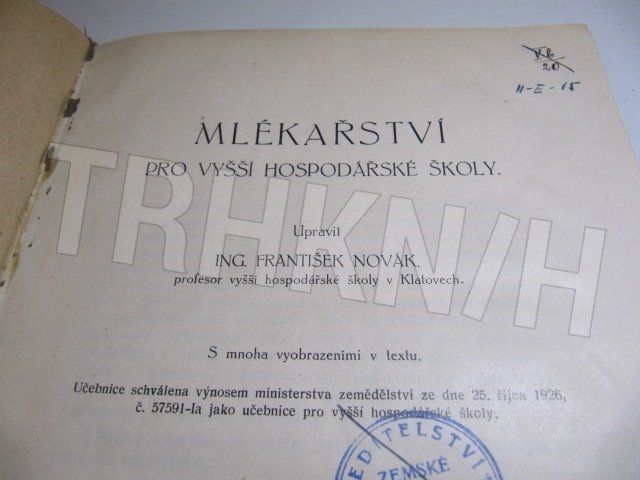 II-E-15
MLÉKAŘSTVÍ
PRO VYŠŠÍ HOSPODÁŘSKÉ ŠKOLY.
Upravil
ING. FRANTIŠEK NOVÁK,
profesor vyšší hospodářské školy v Klatovech.
S mnoha vyobrazeními v textu.
Učebnice schválena výnosem ministerstva zemědělství ze dne 25. října 1926,
č. 57591-Ia jako učebnice pro vyšší hospodářské školy.
EDITELSTVÍ
ZEMSKÉ
TRHKNIH